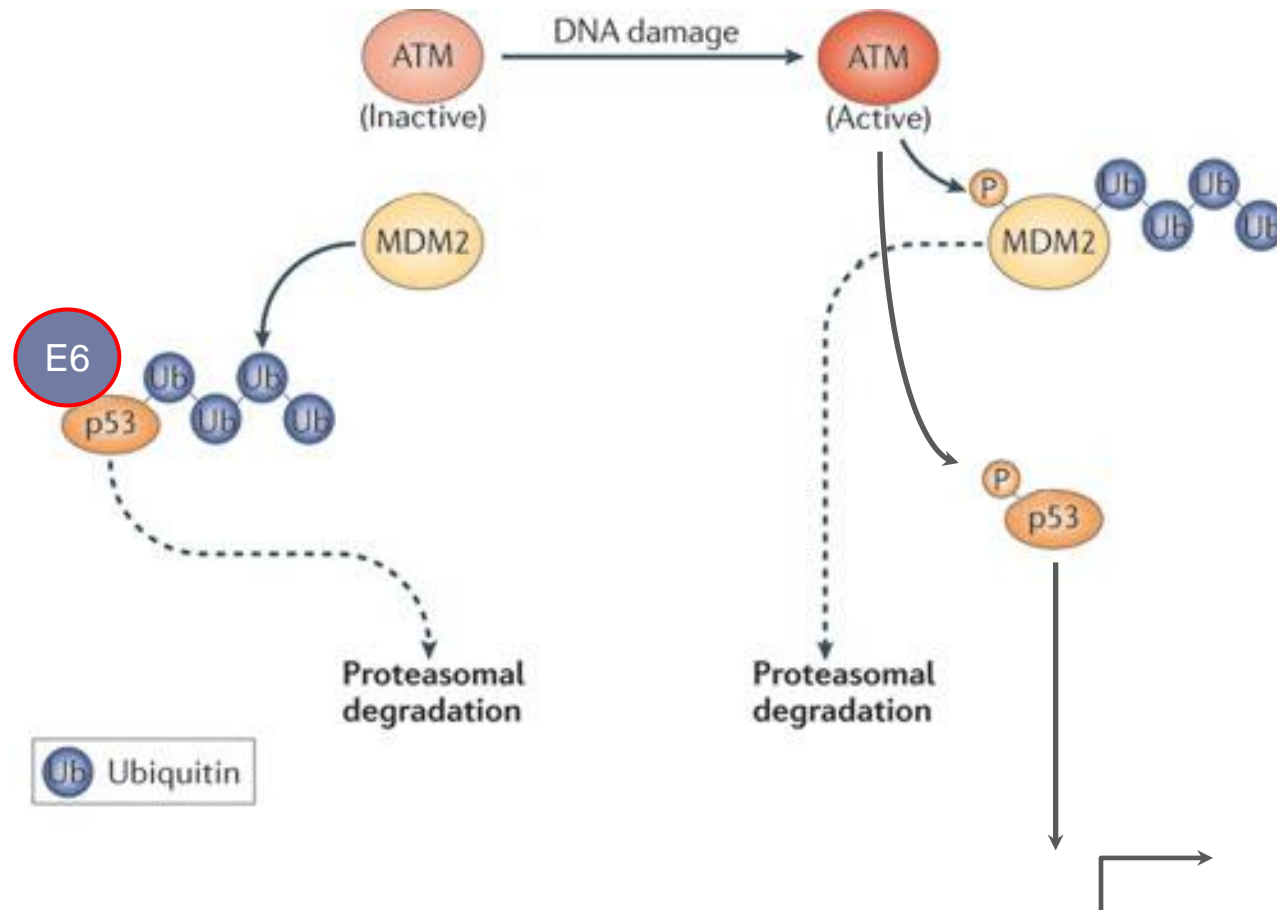 DNA damage
ATM
(Inactive)
ATM
(Active)
P
MDM2
Ub
Ub
Ub
Ub
MDM2
E6
p53
Ub
Ub
Ub
Ub
P
p53
Proteasomal
degradation
Proteasomal
degradation
Ub Ubiquitin